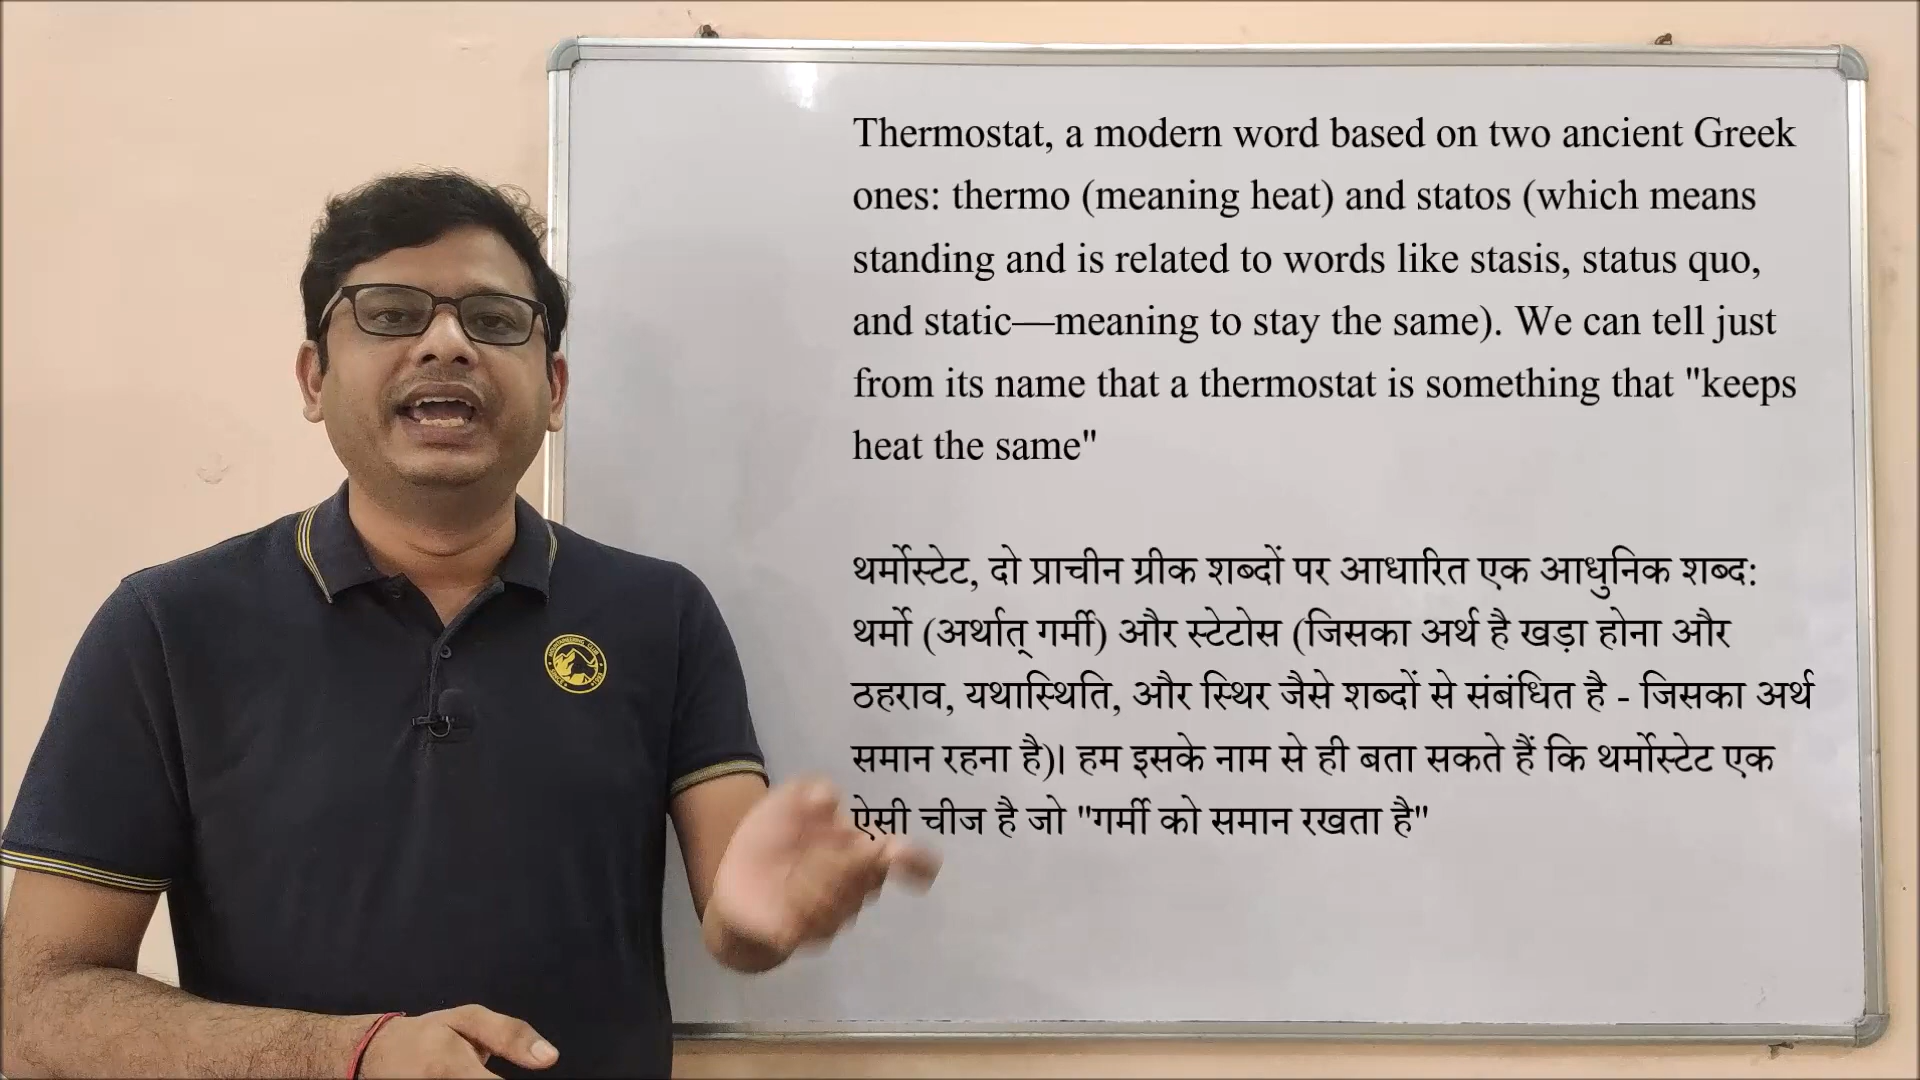 Thermostat, a modern word based on two ancient Greek
ones: thermo (meaning heat) and statos (which means
standing and is related to words like stasis, status quo,
and static—meaning to stay the same). We can tell just
from its name that a thermostat is something that "keeps
heat the same"
थर्मोस्टेट, दो प्राचीन ग्रीक शब्दों पर आधारित एक आधुनिक शब्द:
थर्मो (अर्थात् गर्मी) और स्टेटोस (जिसका अर्थ है खड़ा होना और
ठहराव, यथास्थिति, और स्थिर जैसे शब्दों से संबंधित है - जिसका अर्थ
समान रहना है)। हम इसके नाम से ही बता सकते हैं कि थर्मोस्टेट एक
ऐसी चीज है जो "गर्मी को समान रखता है"